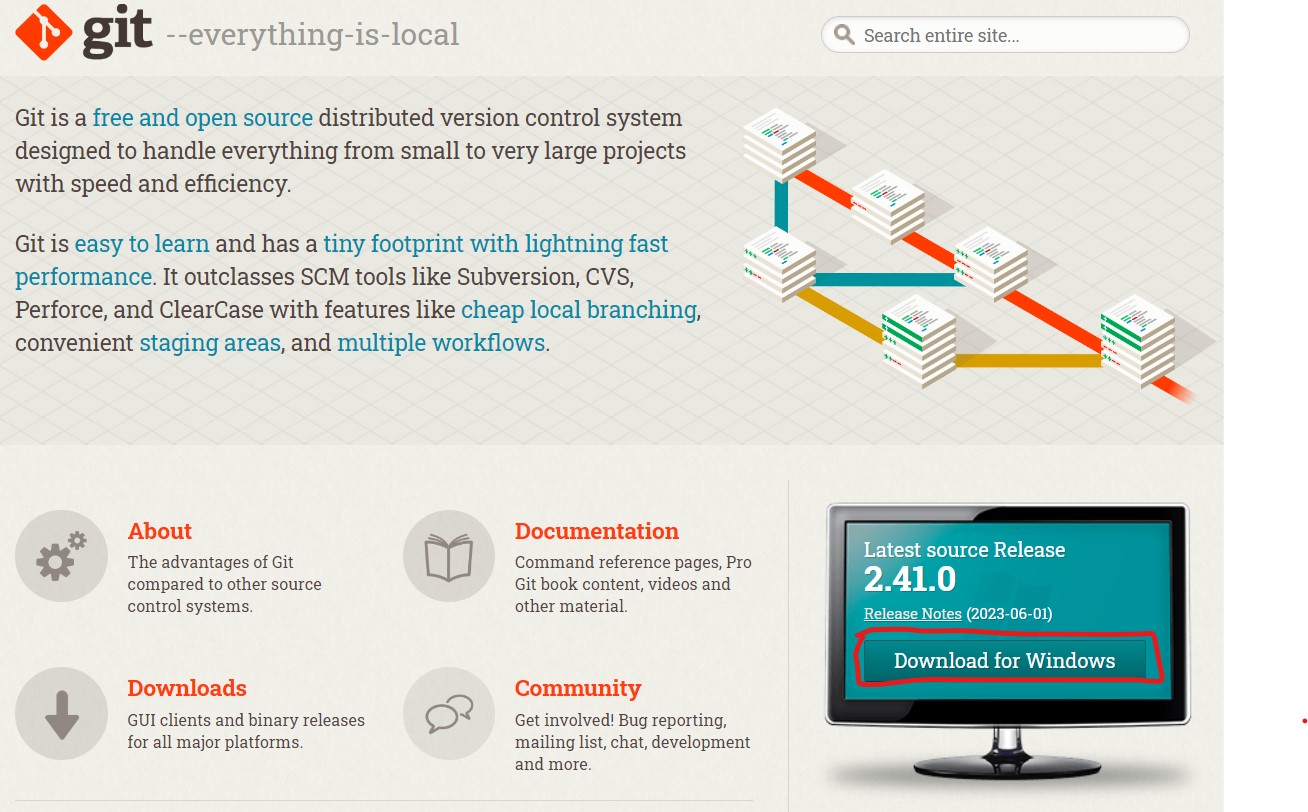 git --everything-is-local
Search entire site...
Git is a free and open source distributed version control system
designed to handle everything from small to very large projects
with speed and efficiency.
Git is easy to learn and has a tiny footprint with lightning fast
performance. It outclasses SCM tools like Subversion, CVS,
Perforce, and ClearCase with features like cheap local branching,
convenient staging areas, and multiple workflows.
About
The advantages of Git
compared to other source
control systems.
Documentation
Command reference pages, Pro
Git book content, videos and
other material.
Downloads
GUI clients and binary releases
for all major platforms.
Community
Get involved! Bug reporting,
mailing list, chat, development
and more.
Latest source Release
2.41.0
Release Notes (2023-06-01)
Download for Windows